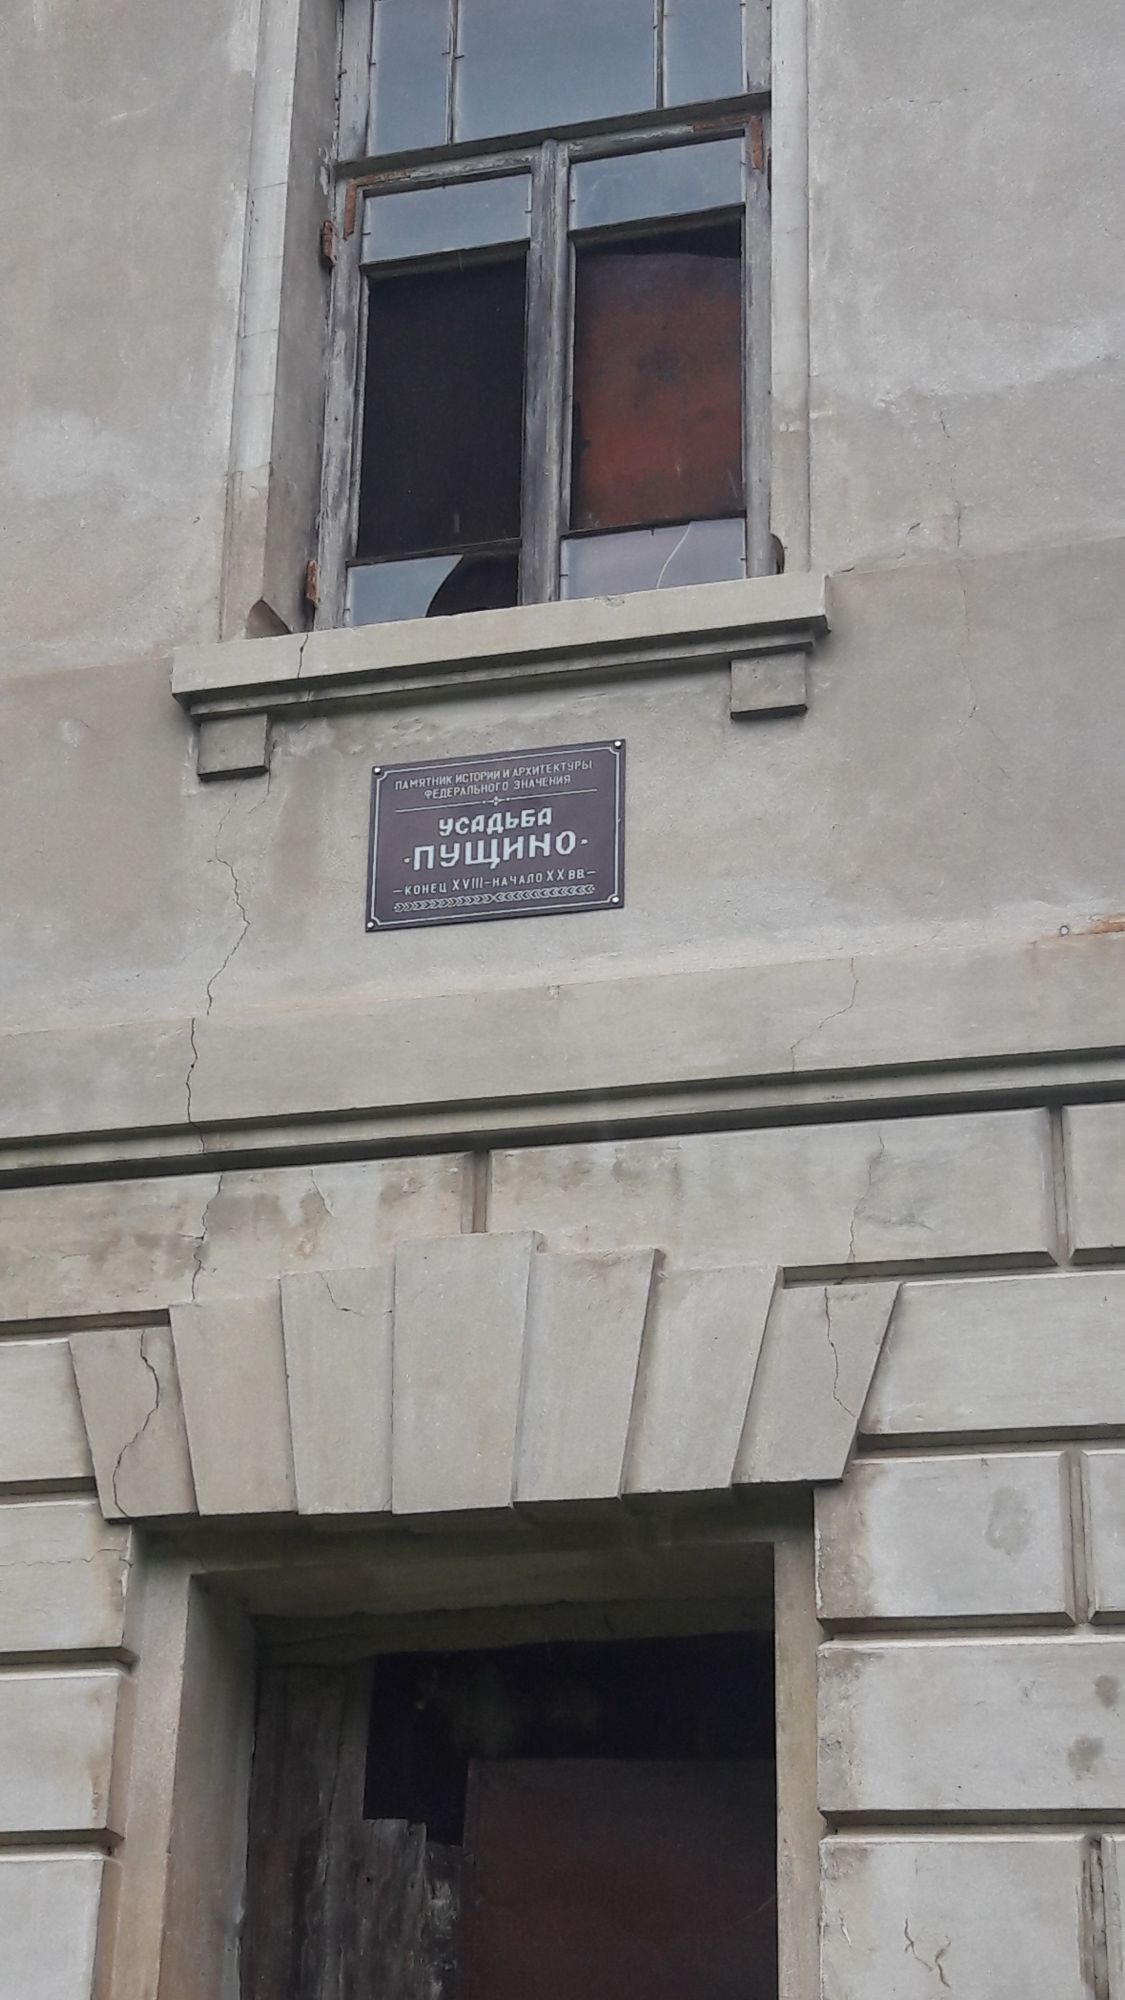 ПАМЯТНИК ИСТОРИИ И АРХИТЕКТУРЫ
ФЕДЕРАЛЬНОГО ЗНАЧЕНИЯ
УСАДЬБА
·ПУЩИНО·
—КОНЕЦ XVIII–НАЧАЛО XX ВВ.—